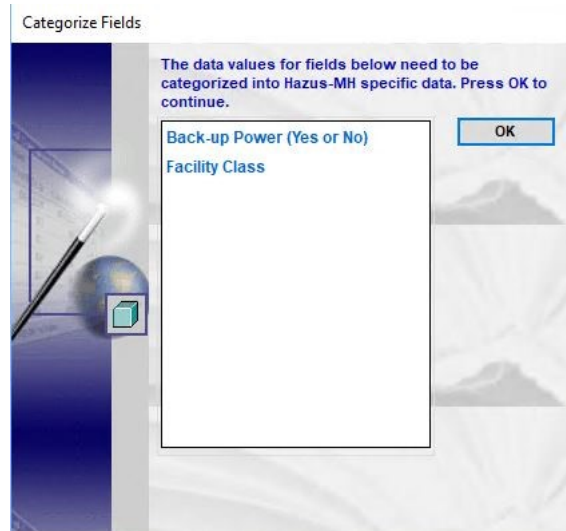 Categorize Fields
The data values for fields below need to be
categorized into Hazus-MH specific data. Press OK to
continue.
OK
Back-up Power (Yes or No)
Facility Class